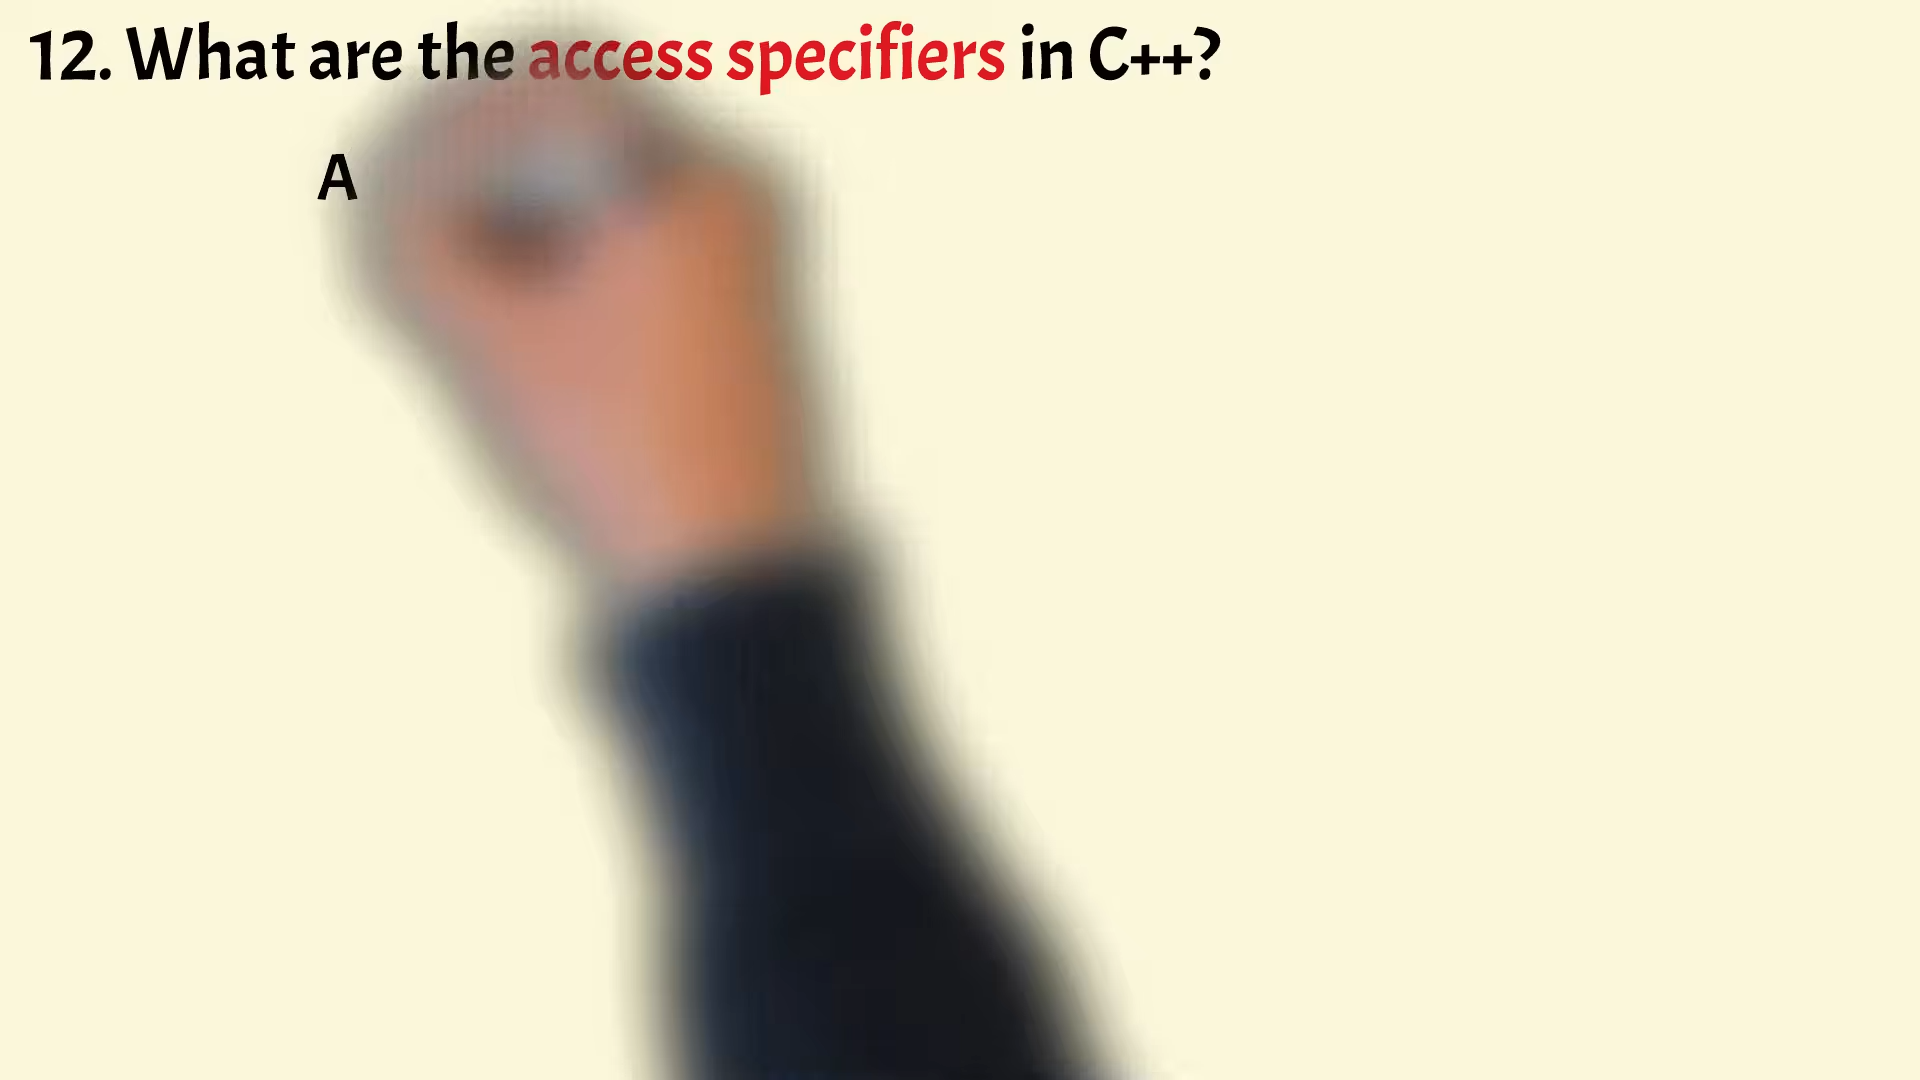 12. What are the access specifiers in C++?
A